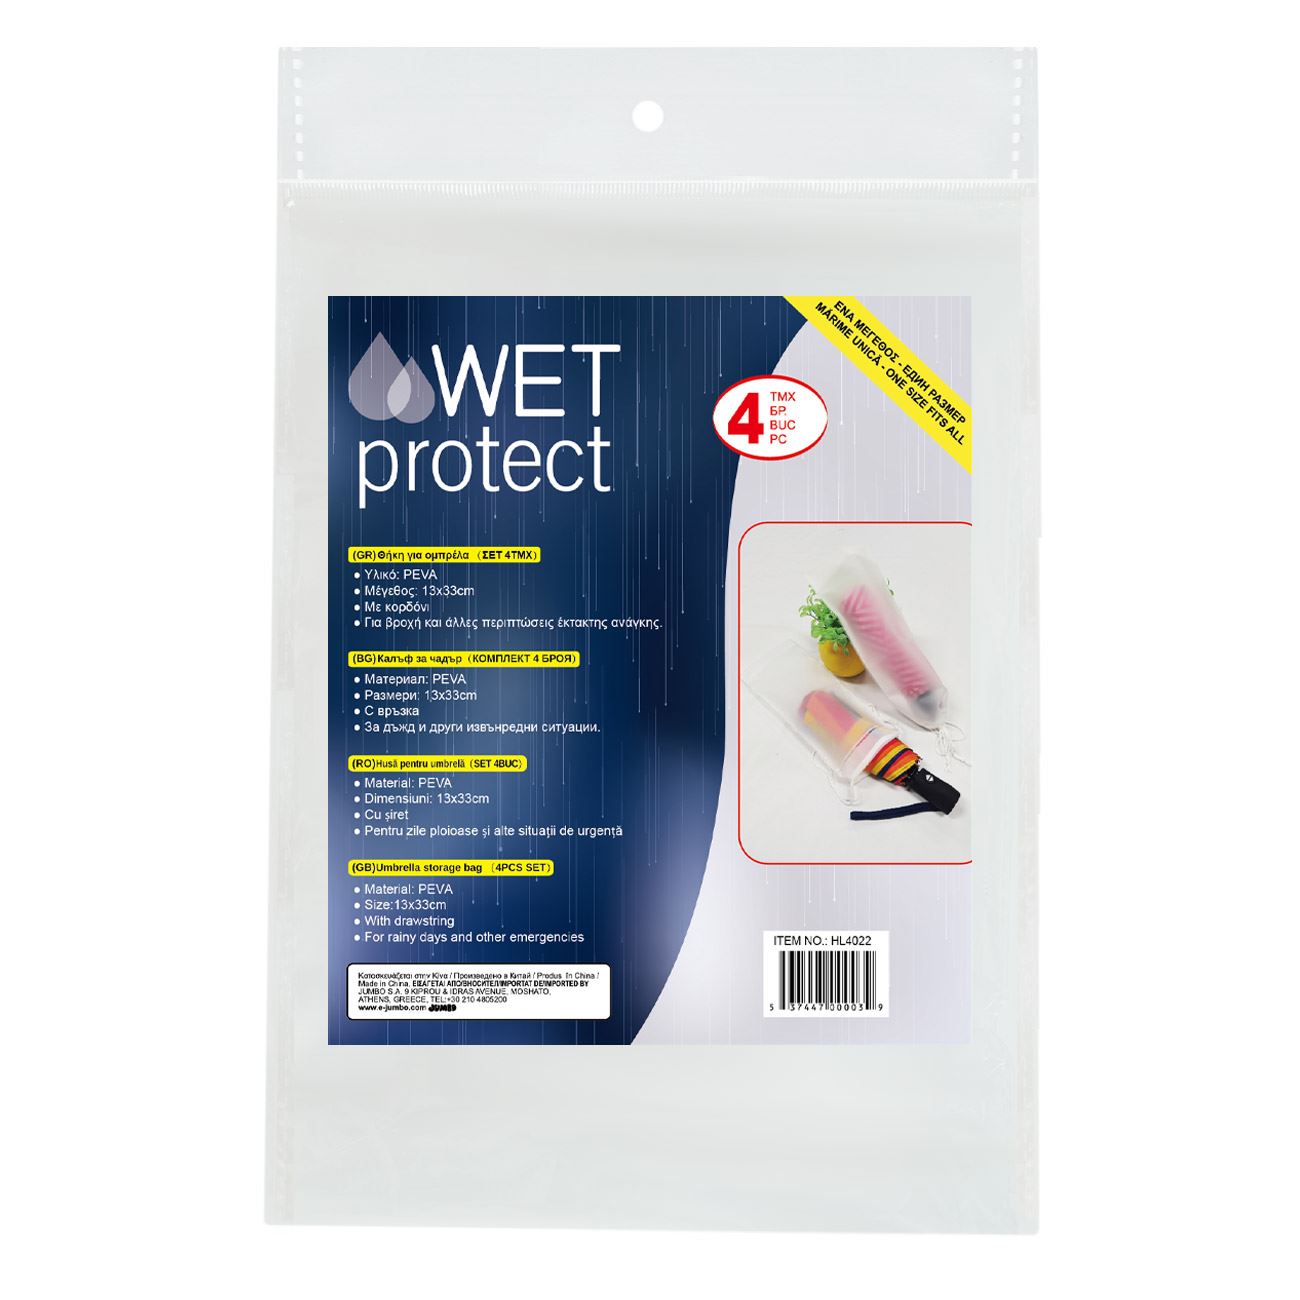 WET
protect
ΕΝΑ ΜΕΓΕΘΟΣ - ЕДИН РАЗМЕР
MĂRIME UNICĂ - ONE SIZE FITS ALL
4
ΤΜΧ
БР.
BUC
PC
(GR)Θήκη για ομπρέλα (ΣΕΤ 4ΤΜΧ)
● Υλικό: PEVA
● Μέγεθος: 13x33cm
● Με κορδόνι
● Για βροχή και άλλες περιπτώσεις έκτακτης ανάγκης.
(BG)Калъф за чадър (КОМПЛЕКТ 4 БРОЯ)
● Материал: PEVA
● Размери: 13x33cm
● С връзка
● За дъжд и други извънредни ситуации.
(RO)Husă pentru umbrelă (SET 4BUC)
● Material: PEVA
● Dimensiuni: 13x33cm
● Cu șiret
● Pentru zile ploioase și alte situații de urgență
(GB)Umbrella storage bag (4PCS SET)
● Material: PEVA
● Size:13x33cm
● With drawstring
● For rainy days and other emergencies
Κατασκευάζεται στην Κίνα / Произведено в Китай / Produs în China /
Made in China. ΕΙΣΑΓΕΤΑΙ ΑΠΟ/ВНОСИТЕЛ/IMPORTAT DE/IMPORTED BY
JUMBO S.A. 9 KIPROU & IDRAS AVENUE, MOSHATO,
ATHENS, GREECE, TEL:+30 210 4805200
www.e-jumbo.com JUMBO
ITEM NO.: HL4022
5 37447 00003 9